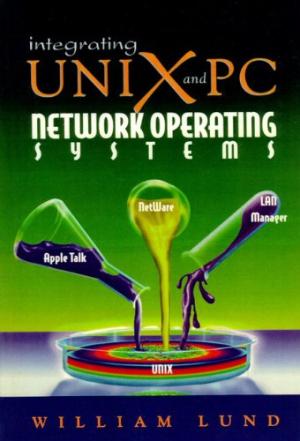 integrating
UNIX and PC
NETWORK OPERATING
SYSTEMS
NetWare
LAN
Manager
Apple Talk
UNIX
WILLIAM LUND